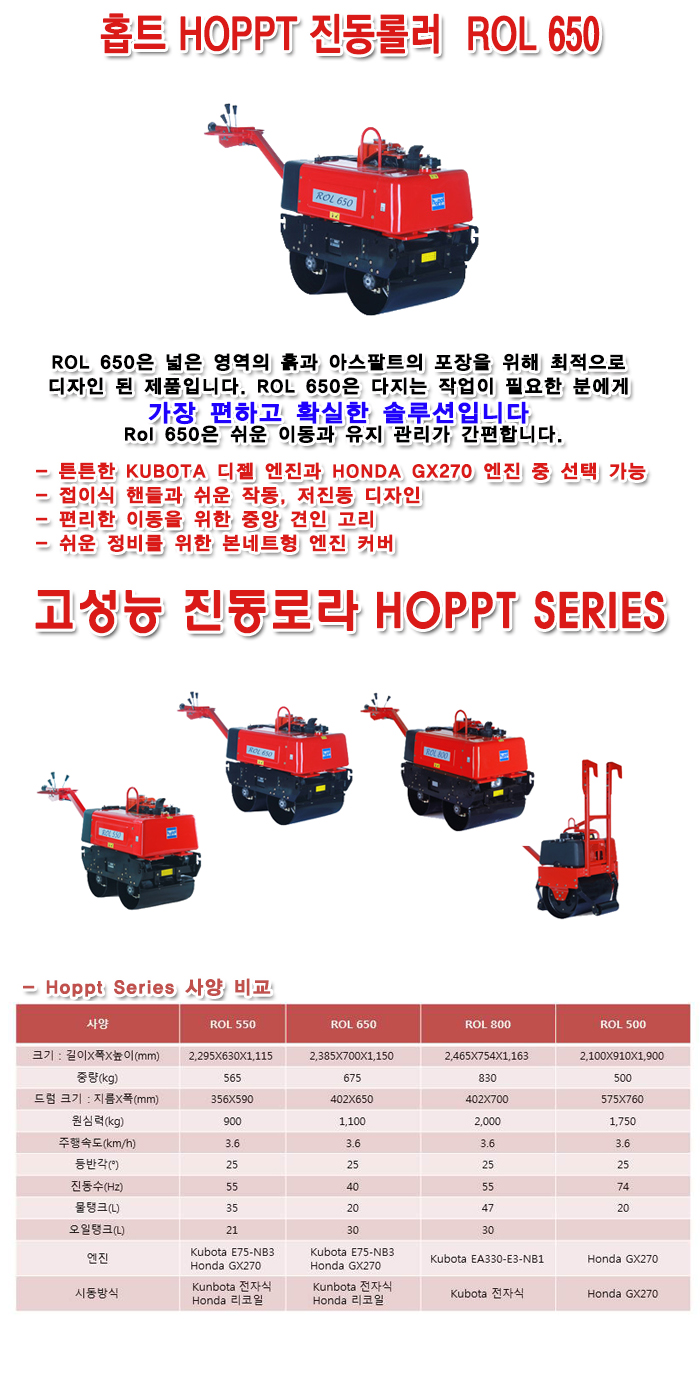 홉트 HOPPT 진동롤러 ROL 650
ROL 650
ROL 650은 넓은 영역의 흙과 아스팔트의 포장을 위해 최적으로
디자인 된 제품입니다. ROL 650은 다지는 작업이 필요한 분에게
가장 편하고 확실한 솔루션입니다
Rol 650은 쉬운 이동과 유지 관리가 간편합니다.
- 튼튼한 KUBOTA 디젤 엔진과 HONDA GX270 엔진 중 선택 가능
- 접이식 핸들과 쉬운 작동, 저진동 디자인
- 편리한 이동을 위한 중앙 견인 고리
- 쉬운 정비를 위한 본네트형 엔진 커버
고성능 진동로라 HOPPT SERIES
ROL 650
ROL 800
ROL 550
- Hoppt Series 사양 비교
사양 ROL 550 ROL 650 ROL 800 ROL 500
크기 : 길이X폭X높이(mm) 2,295X630X1,115 2,385X700X1,150 2,465X754X1,163 2,100X910X1,900
중량(kg) 565 675 830 500
드럼 크기 : 지름X폭(mm) 356X590 402X650 402X700 575X760
원심력(kg) 900 1,100 2,000 1,750
주행속도(km/h) 3.6 3.6 3.6 3.6
등반각(°) 25 25 25 25
진동수(Hz) 55 40 55 74
물탱크(L) 35 20 47 20
오일탱크(L) 21 30 30
엔진 Kubota E75-NB3 Honda GX270 Kubota E75-NB3 Honda GX270 Kubota EA330-E3-NB1 Honda GX270
시동방식 Kunbota 전자식 Honda 리코일 Kunbota 전자식 Honda 리코일 Kubota 전자식 Honda GX270